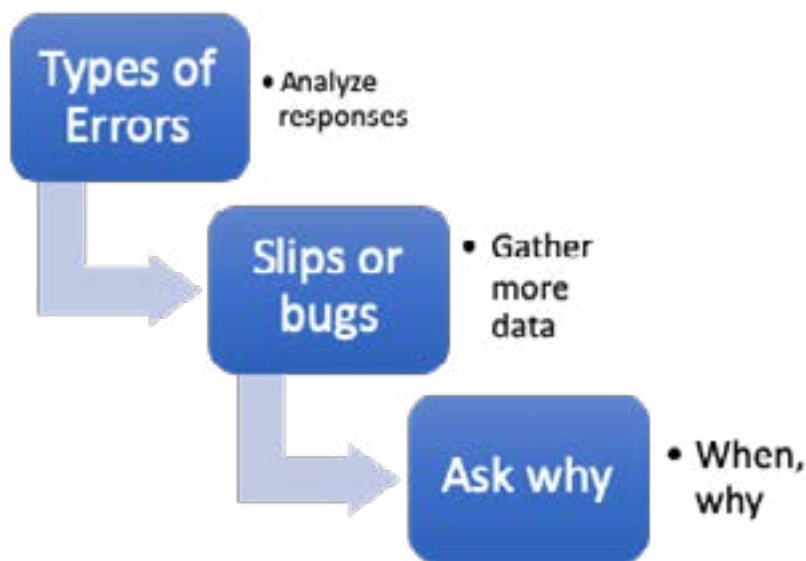 Types of
Errors
• Analyze
responses
Slips or
bugs
• Gather
more
data
Ask why
• When,
why